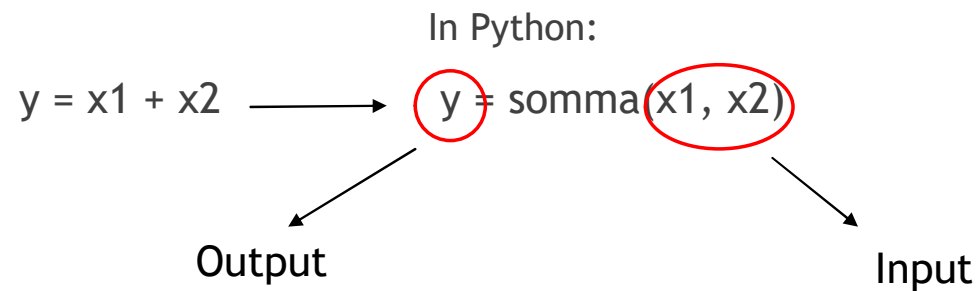 In Python:
y = x1 + x2
y = somma(x1, x2)
Output
Input